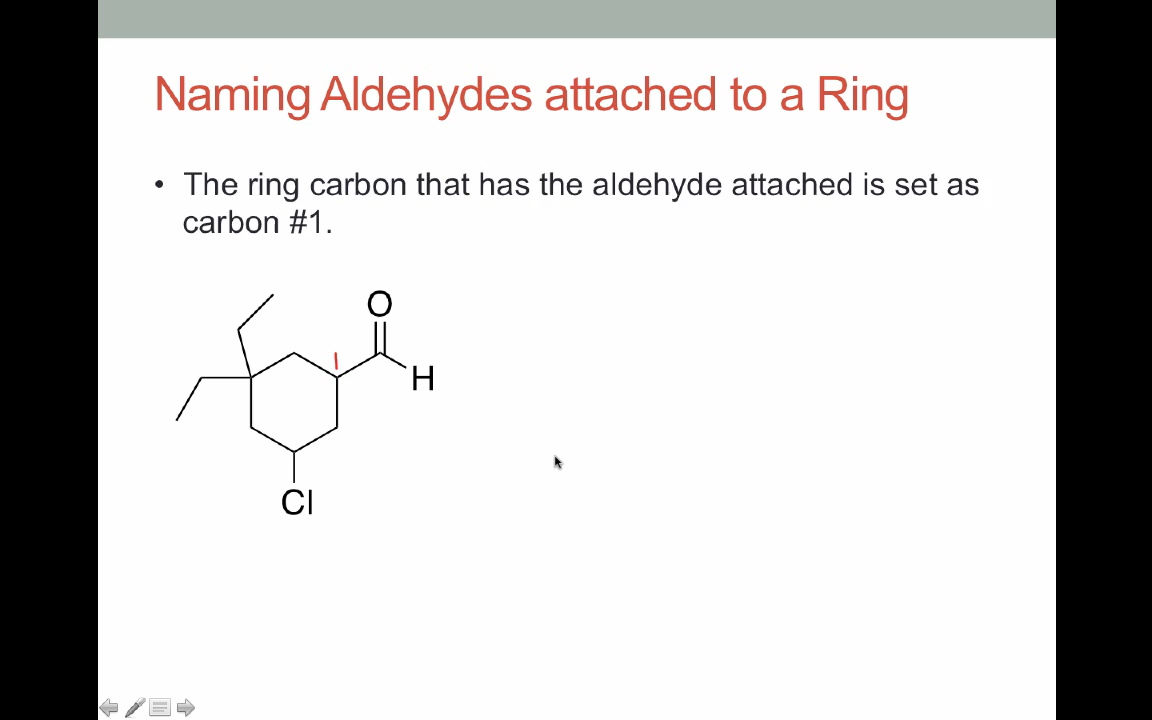 Naming Aldehydes attached to a Ring
• The ring carbon that has the aldehyde attached is set as
carbon #1.
O
H
Cl